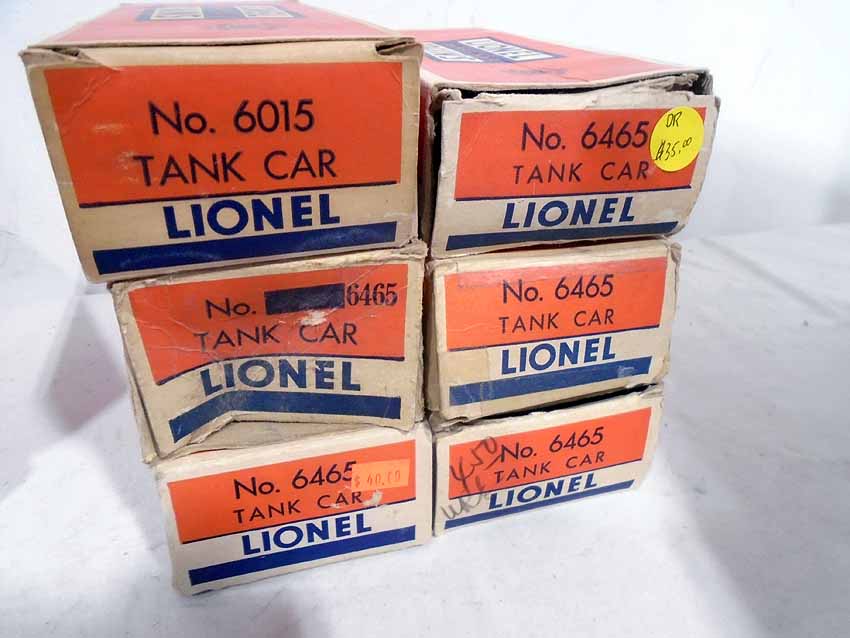 LIONEL
No. 6015
TANK CAR
LIONEL
No. 6465
TANK CAR
LIONEL
OR
$35.00
No. 6465
TANK CAR
LIONEL
No. 6465
TANK CAR
LIONEL
No. 6465
TANK CAR
LIONEL
$ 40.00
No. 6465
TANK CAR
LIONEL